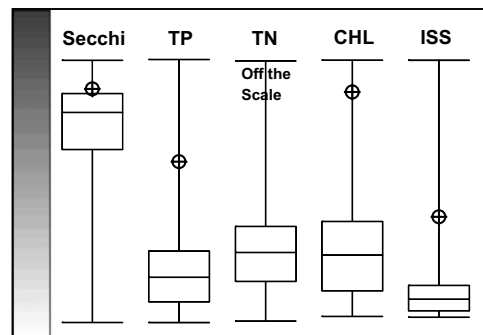 Secchi TP TN CHL ISS
Off the
Scale